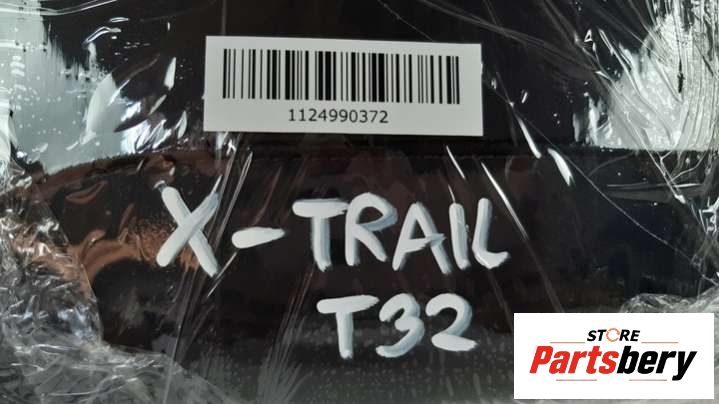 1124990372
X-TRAIL
T32
STORE
Partsbery